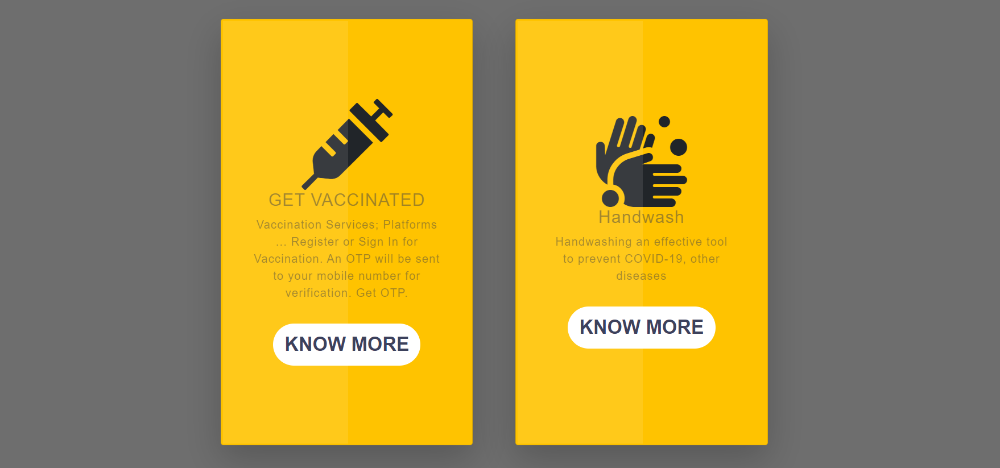 GET VACCINATED
Vaccination Services; Platforms
... Register or Sign In for
Vaccination. An OTP will be sent
to your mobile number for
verification. Get OTP.
KNOW MORE
Handwash
Handwashing an effective tool
to prevent COVID-19, other
diseases
KNOW MORE